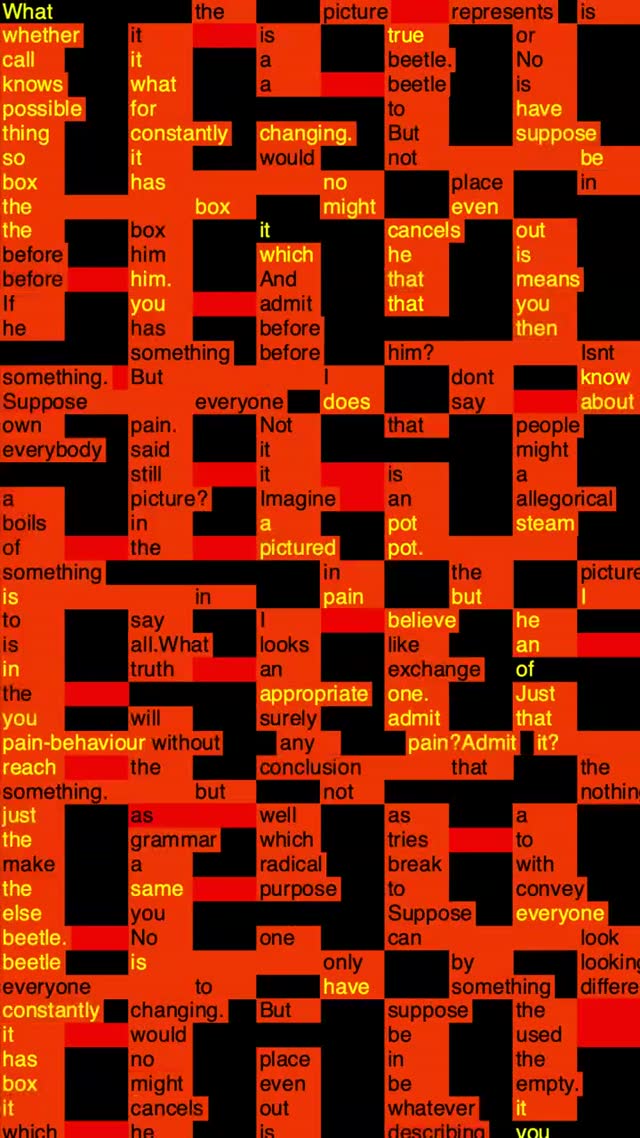 What the picture represents is
whether it is true or
call it a beetle. No
knows what a beetle is
possible for to have
thing constantly changing. But suppose
so it would not be
box has no place in
the box might even
the box it cancels out
before him which he is
before him. And that means
If you admit that you
he has before then
something before him? Isnt
something. But I dont know
Suppose everyone does say about
own pain. Not that people
everybody said it might
still it is a
a picture? Imagine an allegorical
boils in a pot steam
of the pictured pot.
something in the picture
is in pain but I
to say I believe he
is all.What looks like an
in truth an exchange of
the appropriate one. Just
you will surely admit that
pain-behaviour without any pain?Admit it?
reach the conclusion that the
something. but not nothin
just as well as a
the grammar which tries to
make a radical break with
the same purpose to convey
else you Suppose everyone
beetle. No one can look
beetle is only by looking
everyone to have something differe
constantly changing. But suppose the
it would be used
has no place in the
box might even be empty.
it cancels out whatever it
which he is describing you